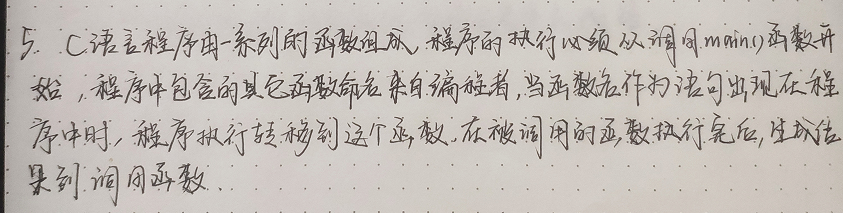 5. C语言程序由一系列的函数组成,程序的执行必须从调用main()函数开
始,程序中包含的其它函数命名来自编程者,当函数名作为语句出现在程
序中时,程序执行转移到这个函数.在被调用的函数执行完后,生成结
果到调用函数.